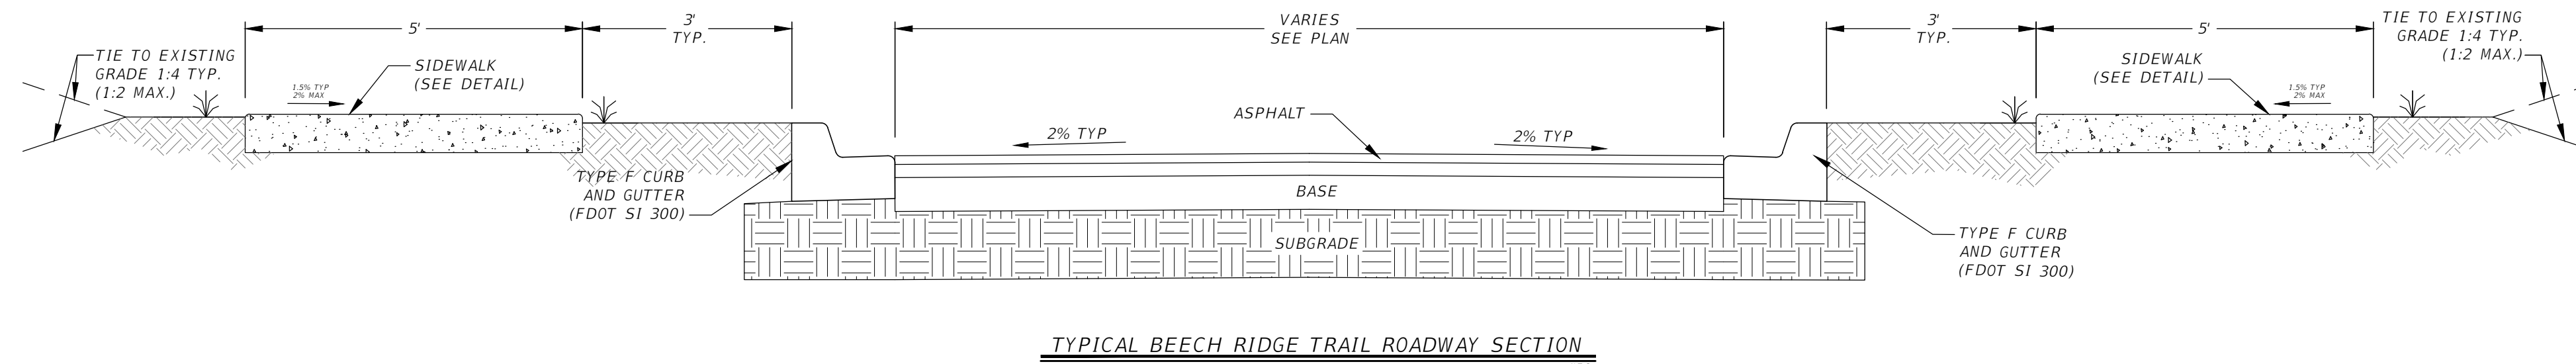 5'
3'
TYP.
VARIES
SEE PLAN
3'
TYP.
5'
TIE TO EXISTING
GRADE 1:4 TYP.
(1:2 MAX.)
TIE TO EXISTING
GRADE 1:4 TYP.
(1:2 MAX.)
1.5% TYP
2% MAX
SIDEWALK
(SEE DETAIL)
SIDEWALK
(SEE DETAIL)
1.5% TYP
2% MAX
ASPHALT
2% TYP
2% TYP
TYPE F CURB
AND GUTTER
(FDOT SI 300)
BASE
SUBGRADE
TYPE F CURB
AND GUTTER
(FDOT SI 300)
TYPICAL BEECH RIDGE TRAIL ROADWAY SECTION